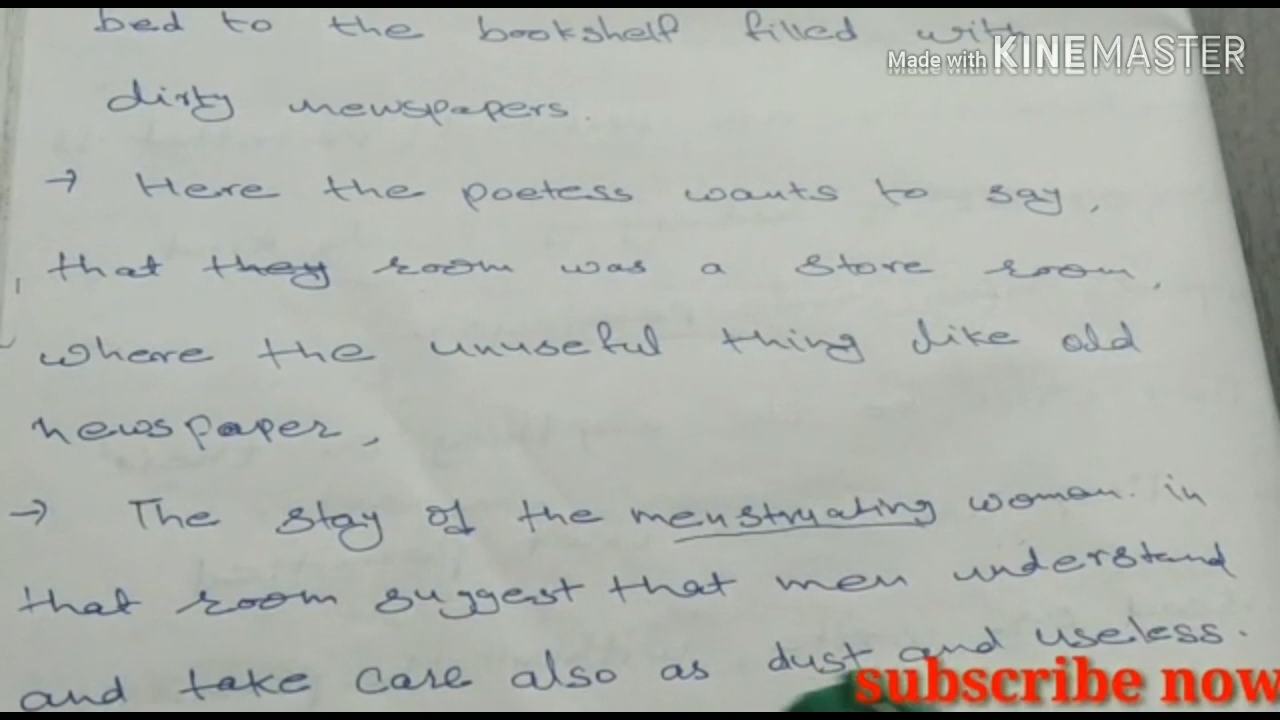 bed to the bookshelf filled with
Made with KINEMASTER
dirty newspapers.
→ Here the poetess wants to say,
that they room was a store room,
where the unuseful thing like old
newspaper,
→ The stay of the menstruating woman in
that room suggest that men understand
and take care also as dust and useless.
subscribe now